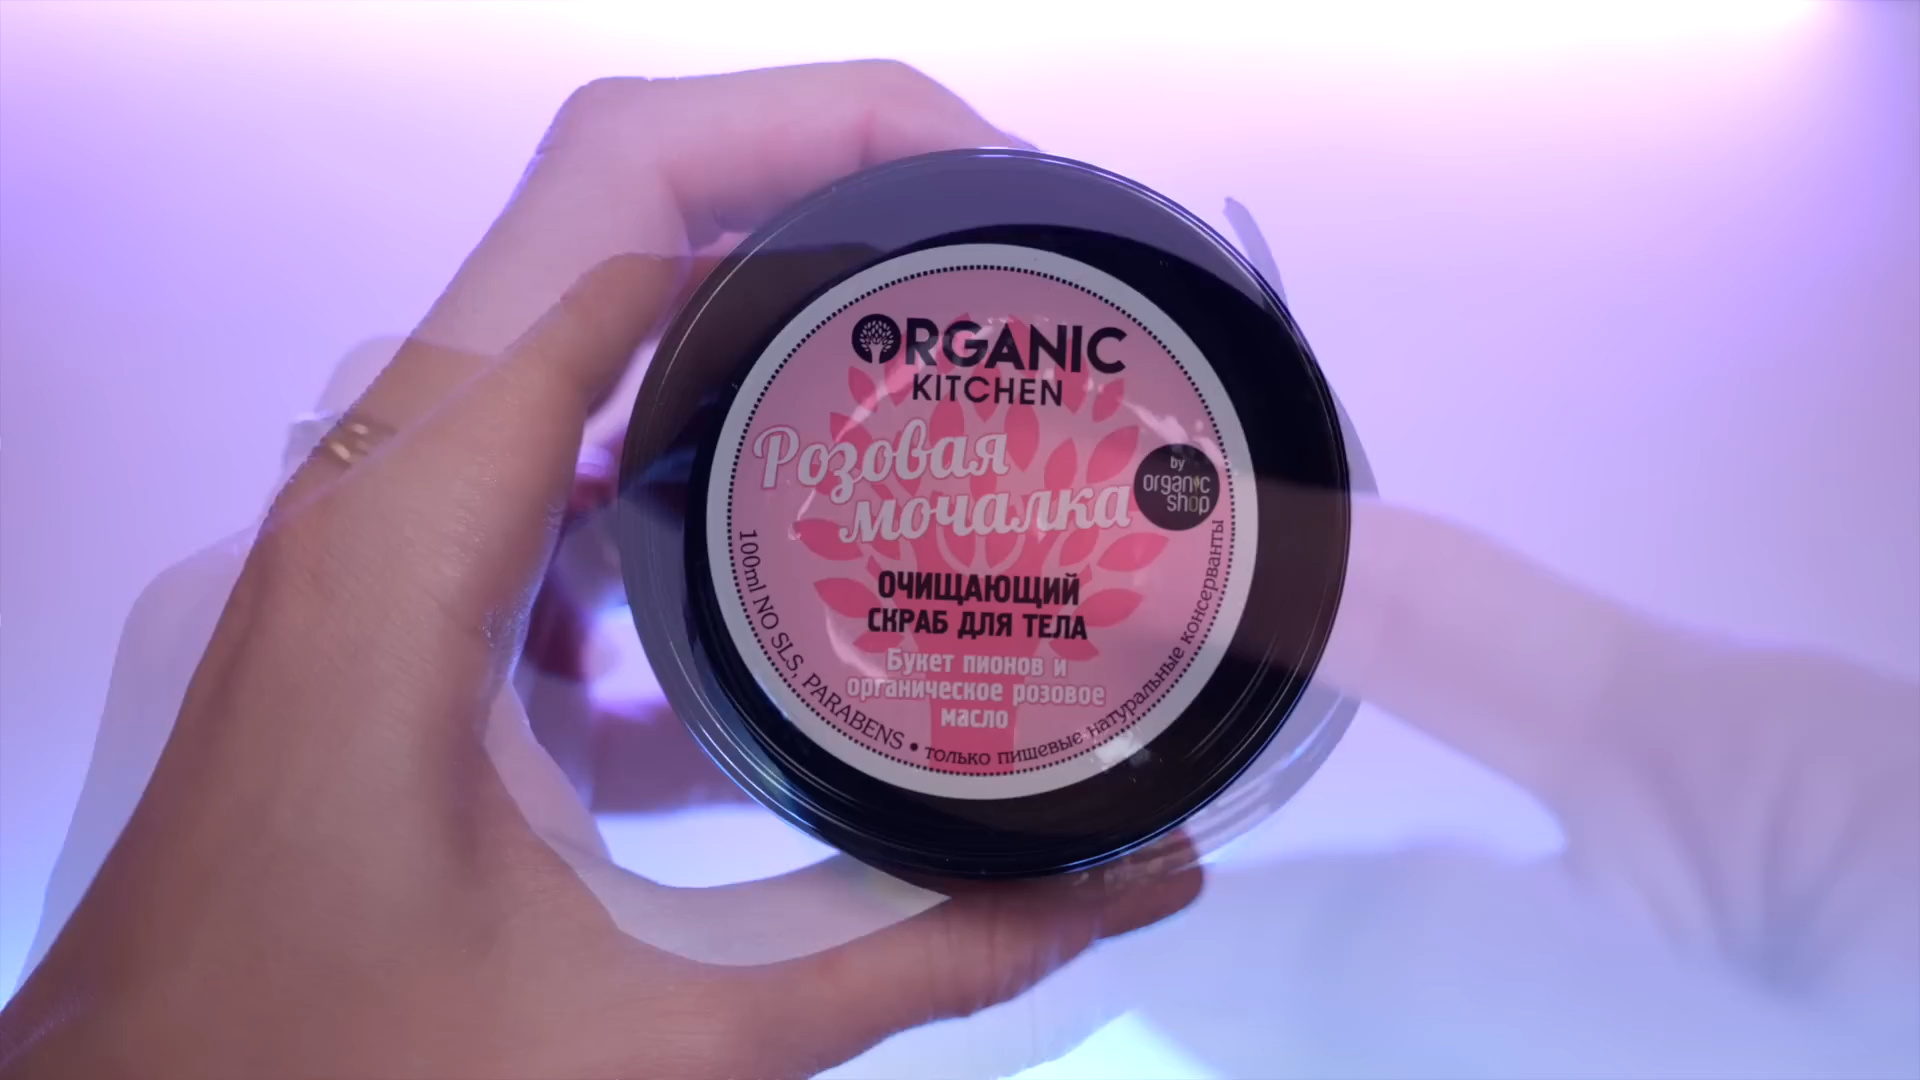 ORGANIC
KITCHEN
Розовая
мочалка
by
organic
shop
ОЧИЩАЮЩИЙ
СКРАБ ДЛЯ ТЕЛА
Букет пионов и
органическое розовое
масло
100ml NO SLS, PARABENS • только пищевые натуральные консерванты